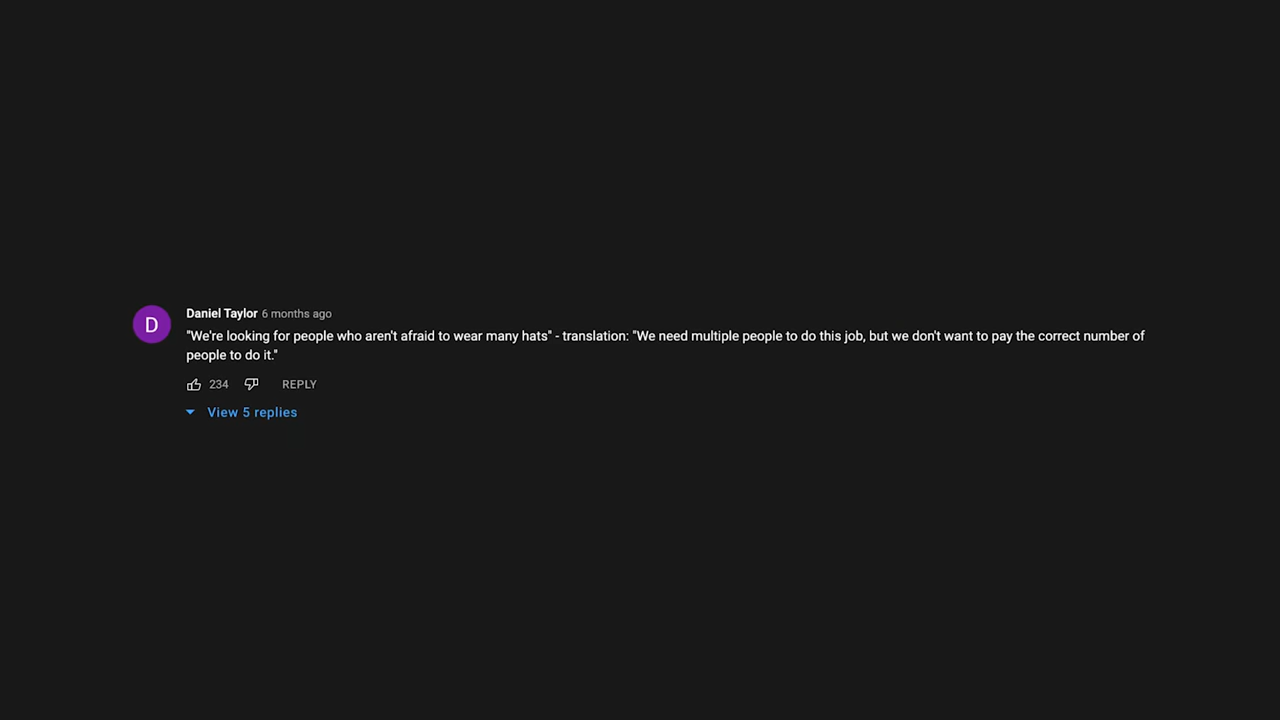 D
Daniel Taylor 6 months ago
"We're looking for people who aren't afraid to wear many hats" - translation: "We need multiple people to do this job, but we don't want to pay the correct number of
people to do it."
234 REPLY
View 5 replies